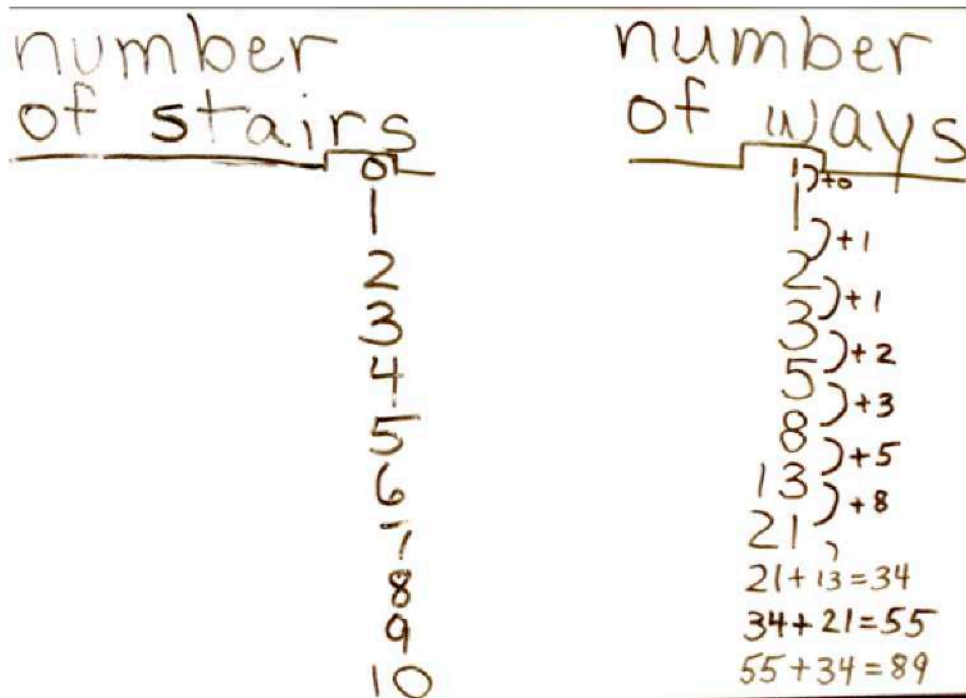 number number
of stairs of ways
0 1 +0
1 1 +1
2 2 +1
3 3 +2
4 5 +3
5 8 +5
6 13 +8
7 21
8 21+13=34
9 34+21=55
10 55+34=89